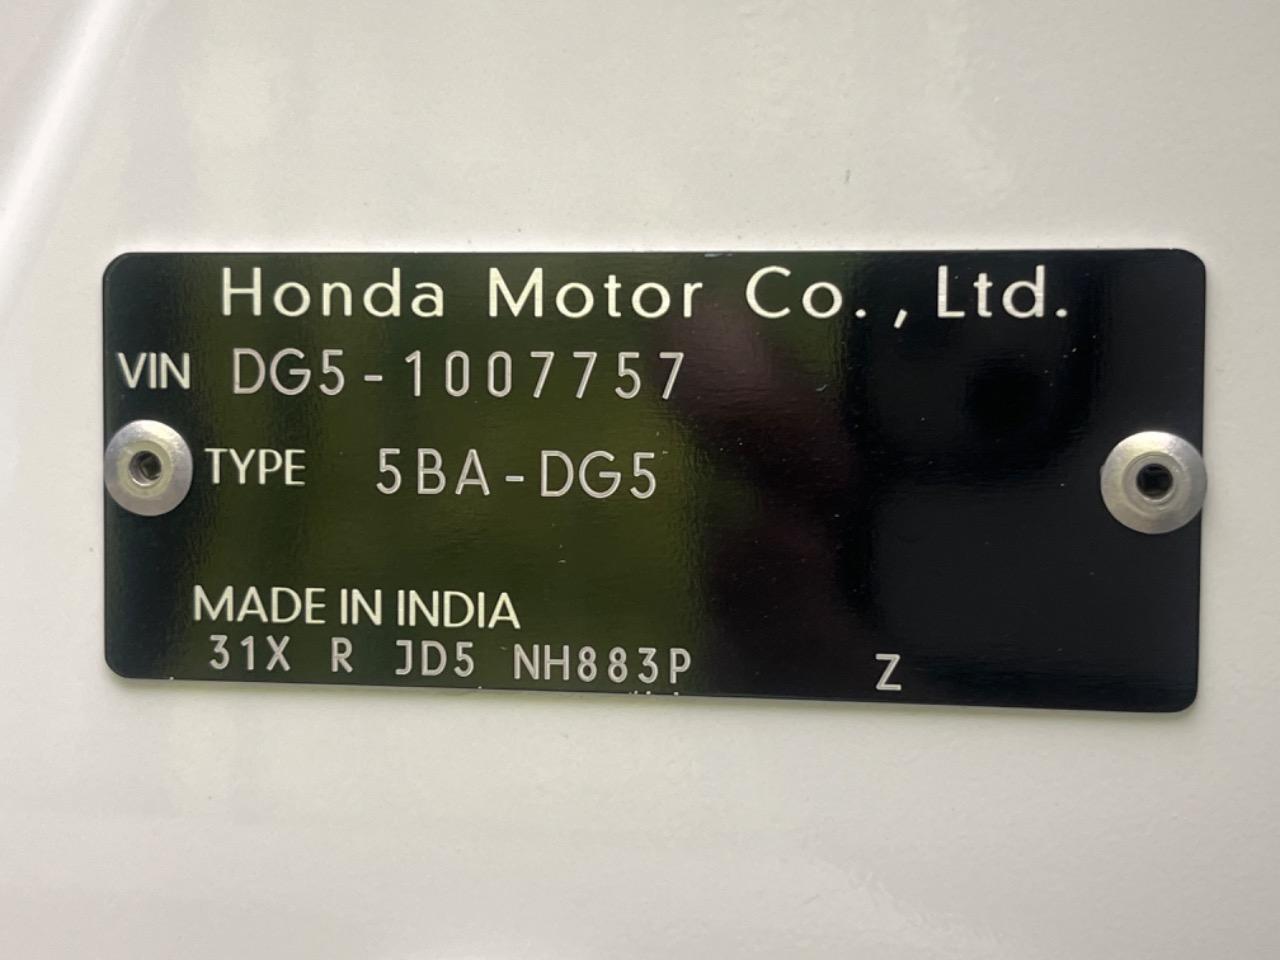 Honda Motor Co., Ltd.
VIN DG5-1007757
TYPE 5BA-DG5
MADE IN INDIA
31X R JD5 NH883P Z